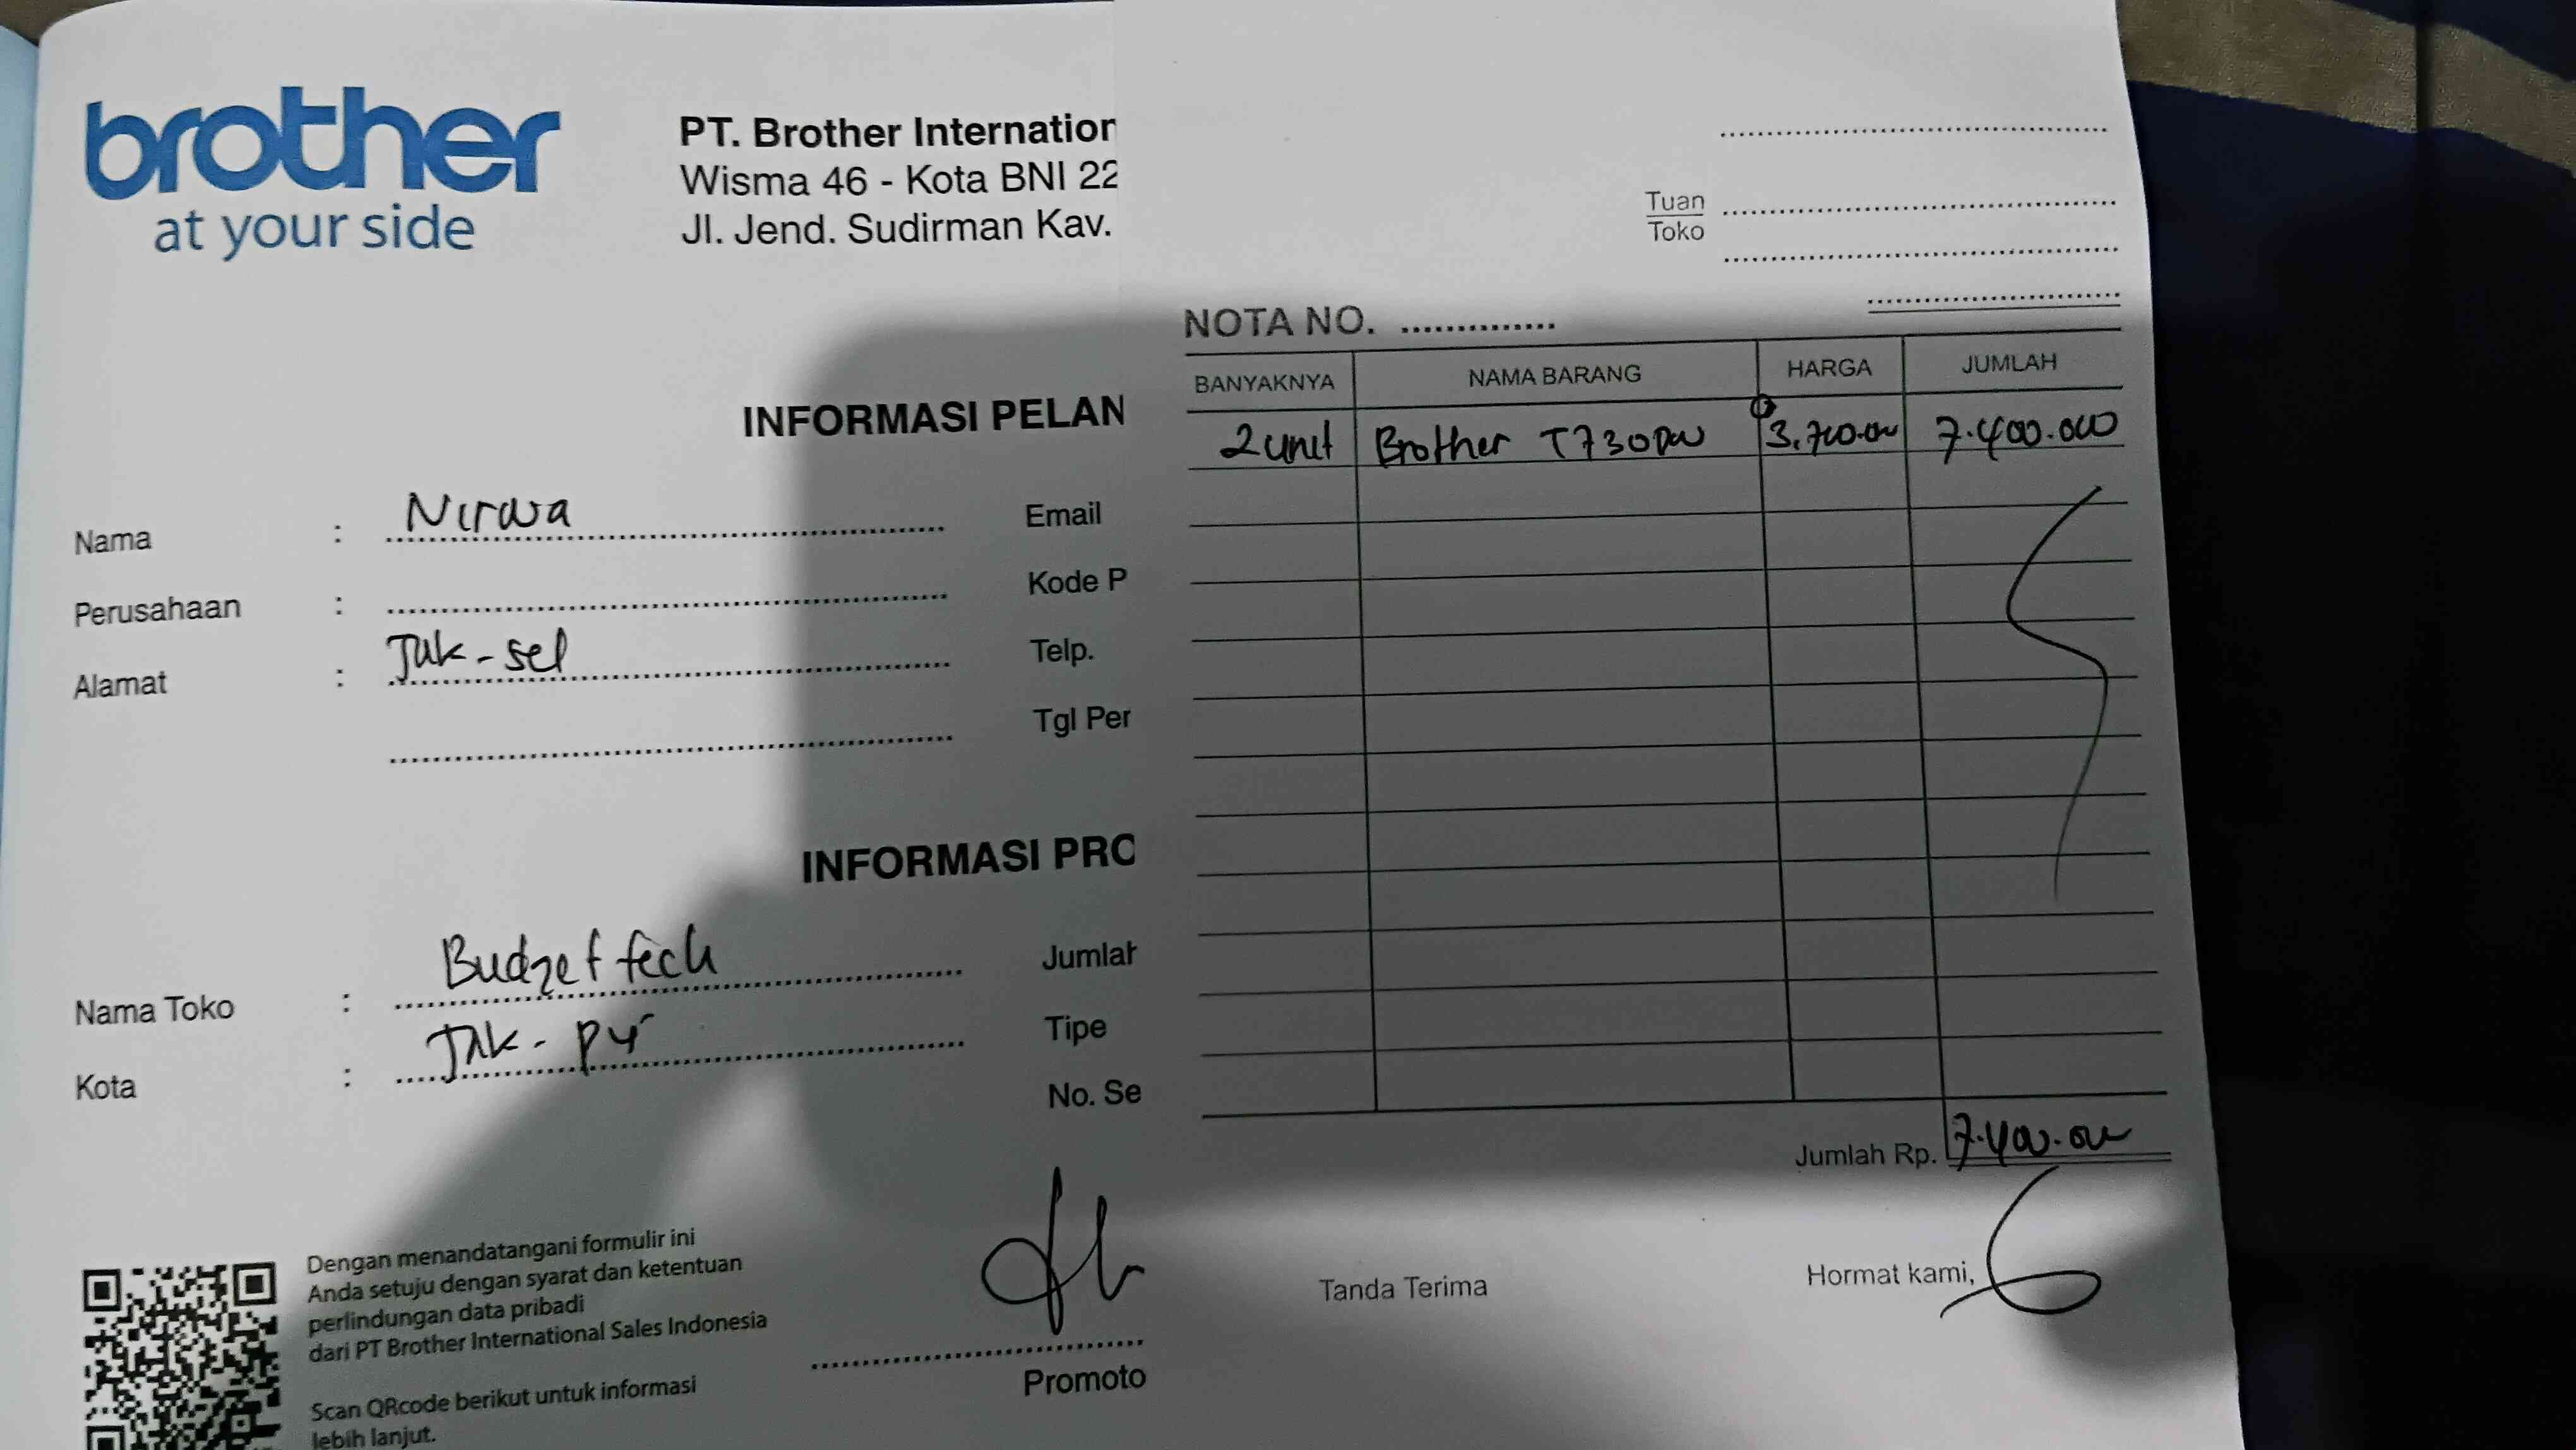 brother
at your side
PT. Brother Internation
Wisma 46 - Kota BNI 22
Jl. Jend. Sudirman Kav.
INFORMASI PELAN
Nama : Nirwa
Perusahaan :
Alamat : Jak-sel
Email
Kode P
Telp.
Tgl Per
INFORMASI PRO
Nama Toko : Budget tech
Kota : Jak-
Jumlah
Tipe
No. Se
Dengan menandatangani formulir ini
Anda setuju dengan syarat dan ketentuan
perlindungan data pribadi
dari PT Brother International Sales Indonesia
Scan QRcode berikut untuk informasi
lebih lanjut.
Promoto
Tuan
Toko
NOTA NO.
BANYAKNYA NAMA BARANG HARGA JUMLAH
2 unit Brother T730DW 3.700.000 7.400.000
Jumlah Rp. 7.400.000
Tanda Terima
Hormat kami,